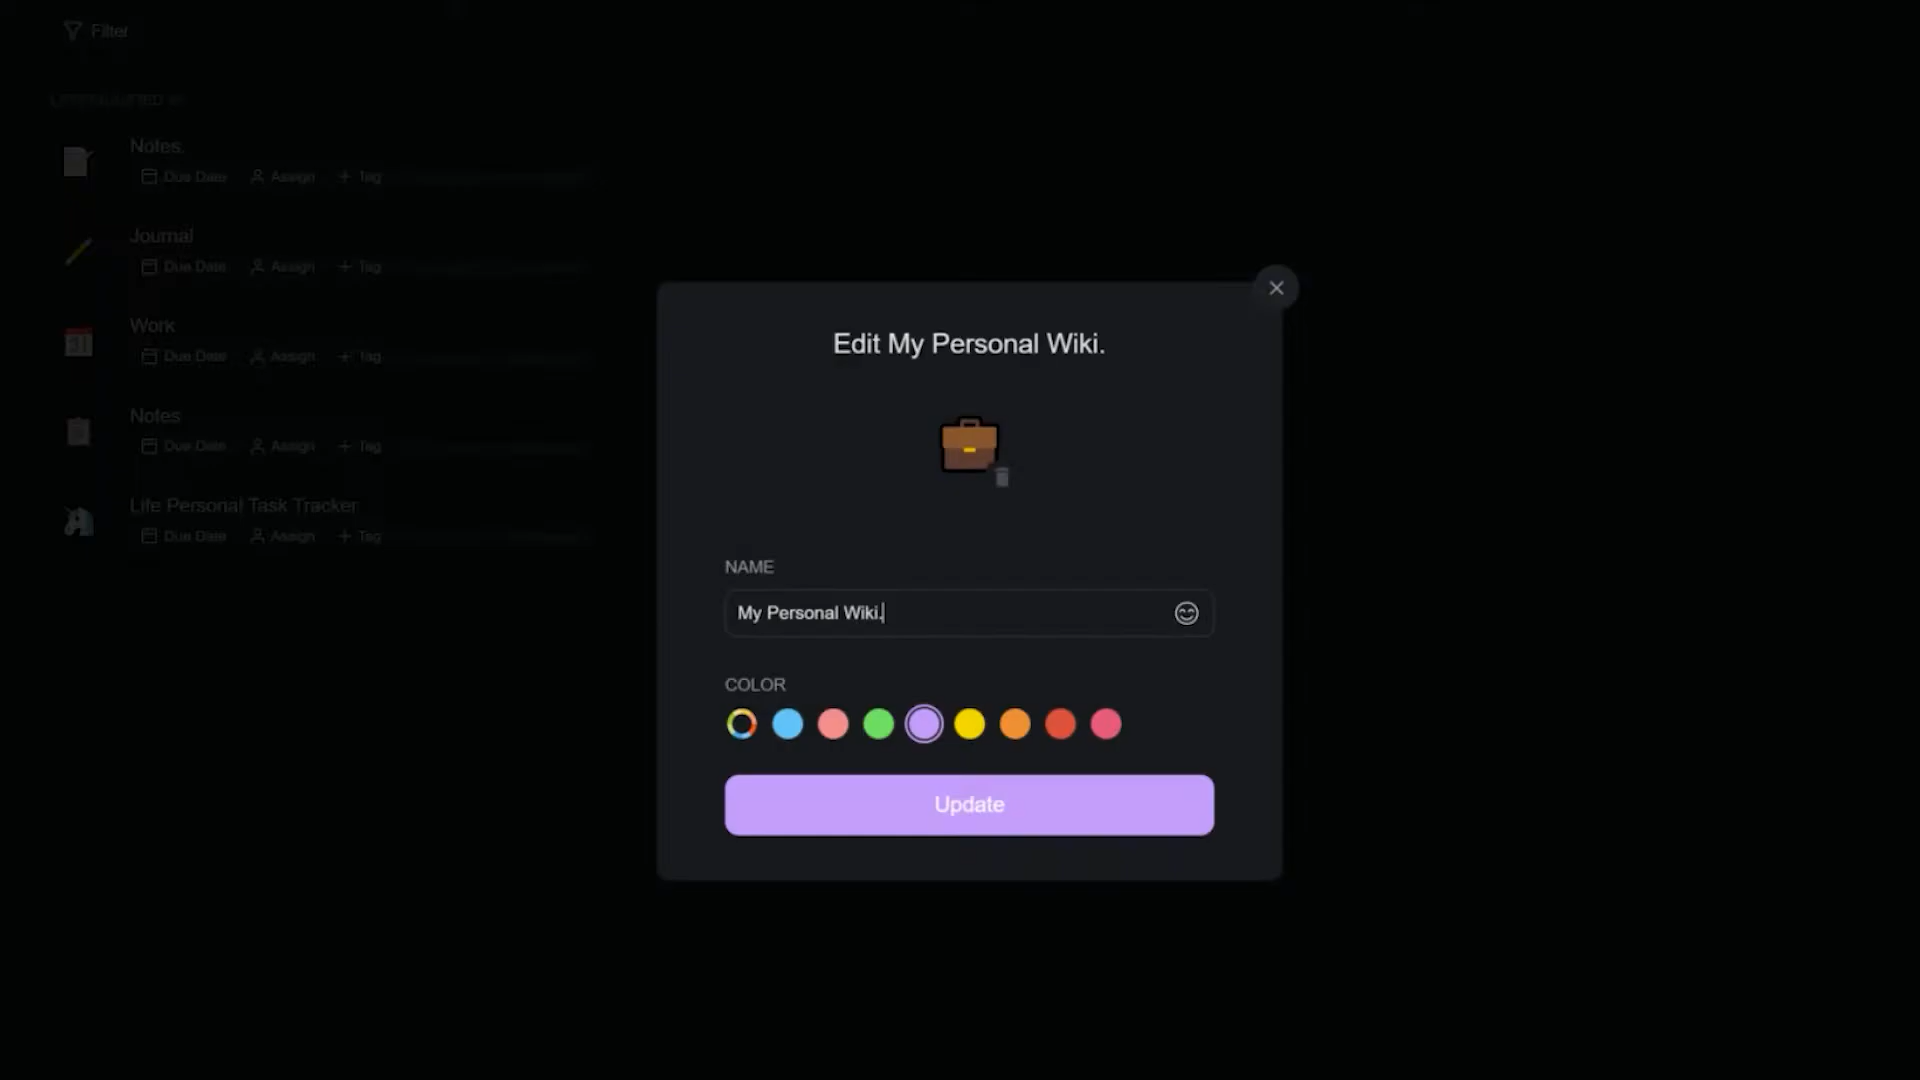 Filter
Notes.
Due Date Assign + Tag
Journal
Due Date Assign + Tag
31
Work
Due Date Assign + Tag
Notes
Due Date Assign + Tag
Life Personal Task Tracker
Due Date Assign + Tag
Edit My Personal Wiki.
NAME
My Personal Wiki.
COLOR
Update